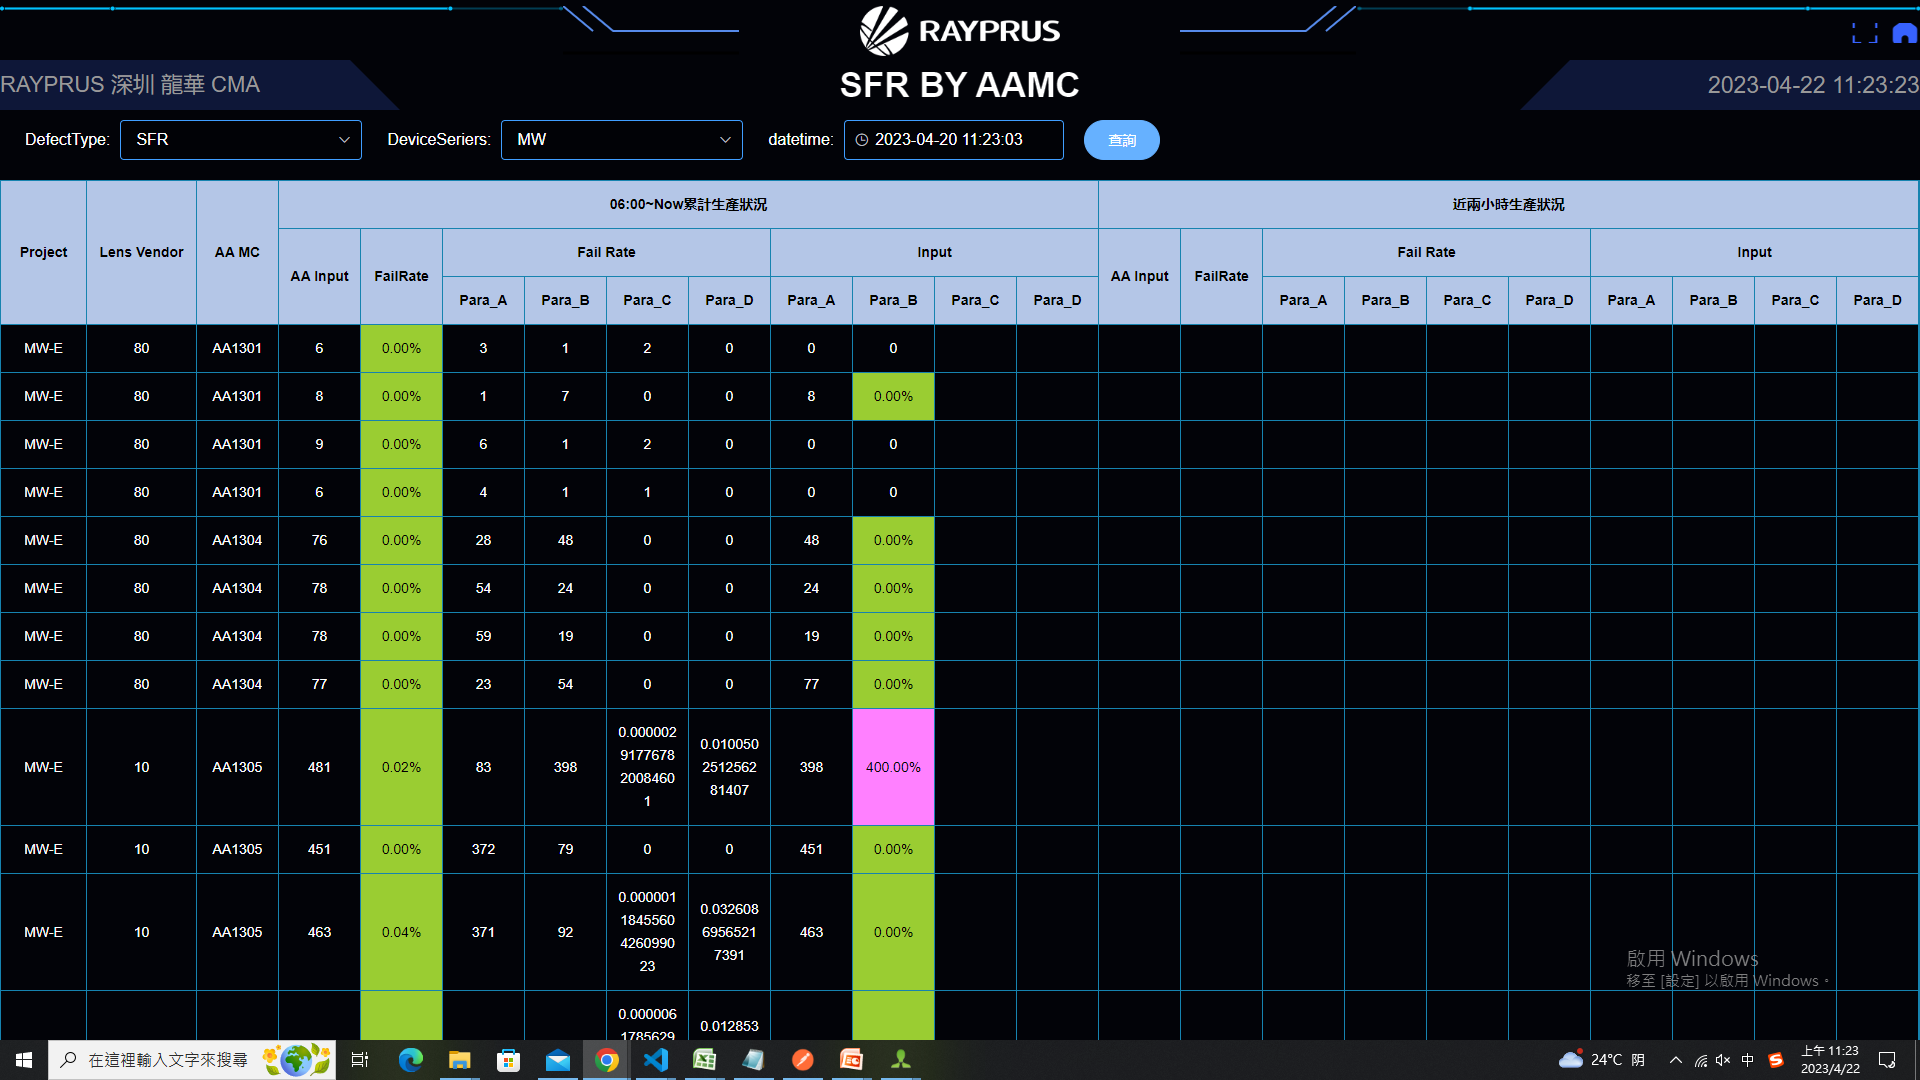 RAYPRUS
RAYPRUS 深圳 龍華 CMA
SFR BY AAMC
2023-04-22 11:23:23
DefectType: SFR DeviceSeriers: MW datetime: 2023-04-20 11:23:03 查詢
Project Lens Vendor AA MC 06:00~Now累計生產狀況 近兩小時生產狀況
AA Input FailRate Fail Rate Input AA Input FailRate Fail Rate Input
Para_A Para_B Para_C Para_D Para_A Para_B Para_C Para_D Para_A Para_B Para_C Para_D Para_A Para_B Para_C Para_D
MW-E 80 AA1301 6 0.00% 3 1 2 0 0 0
MW-E 80 AA1301 8 0.00% 1 7 0 0 8 0.00%
MW-E 80 AA1301 9 0.00% 6 1 2 0 0 0
MW-E 80 AA1301 6 0.00% 4 1 1 0 0 0
MW-E 80 AA1304 76 0.00% 28 48 0 0 48 0.00%
MW-E 80 AA1304 78 0.00% 54 24 0 0 24 0.00%
MW-E 80 AA1304 78 0.00% 59 19 0 0 19 0.00%
MW-E 80 AA1304 77 0.00% 23 54 0 0 77 0.00%
MW-E 10 AA1305 481 0.02% 83 398 0.000002917767820084601 0.01005025125628140​7 398 400.00%
MW-E 10 AA1305 451 0.00% 372 79 0 0 451 0.00%
MW-E 10 AA1305 463 0.04% 371 92 0.000001184556042609902​3 0.03260869565217391 463 0.00%
0.0000061785629 0.012853
啟用 Windows
移至 [設定] 以啟用 Windows。
在這裡輸入文字來搜尋
24°C 阴
中
上午 11:23
2023/4/22